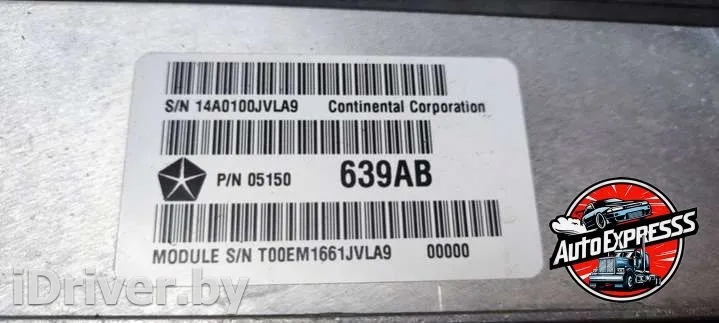 S/N 14A0100JVLA9 Continental Corporation
P/N 05150 639AB
MODULE S/N T00EM1661JVLA9 00000
AUTOEXPRESSS
iDriver.by